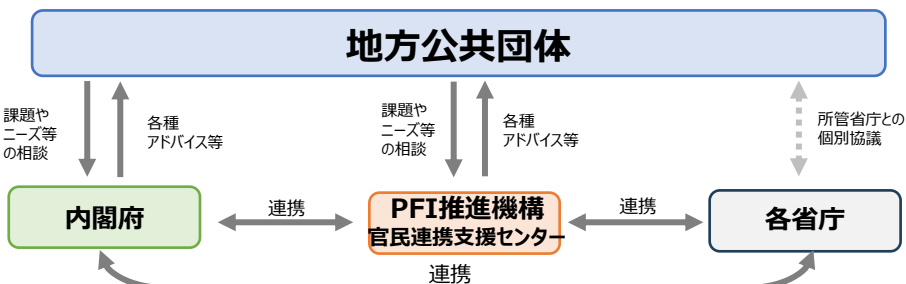 地方公共団体
課題や
ニーズ等
の相談
各種
アドバイス等
課題や
ニーズ等
の相談
各種
アドバイス等
所管省庁との
個別協議
内閣府
連携
PFI推進機構
官民連携支援センター
連携
各省庁
連携